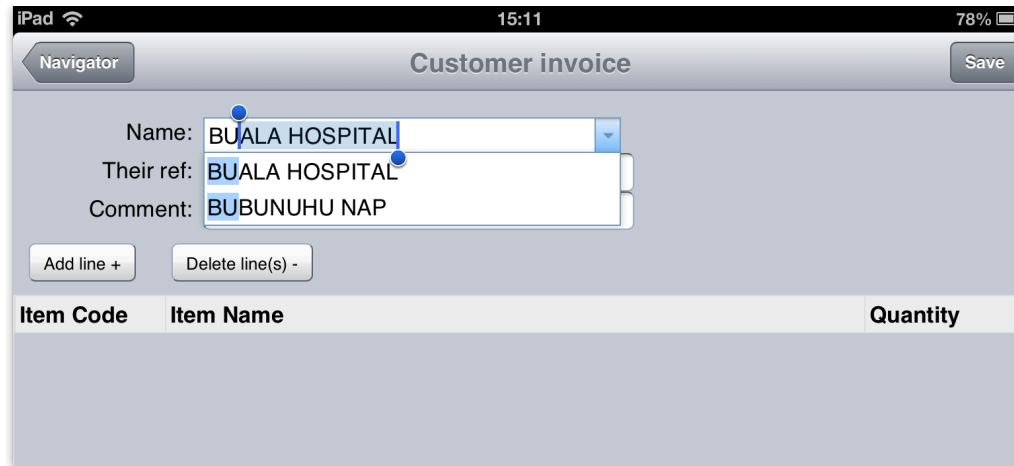 iPad 15:11 78%
Navigator Customer invoice Save
Name: BUALA HOSPITAL
Their ref: BUALA HOSPITAL
Comment: BUBUNUHU NAP
Add line + Delete line(s) -
Item Code Item Name Quantity